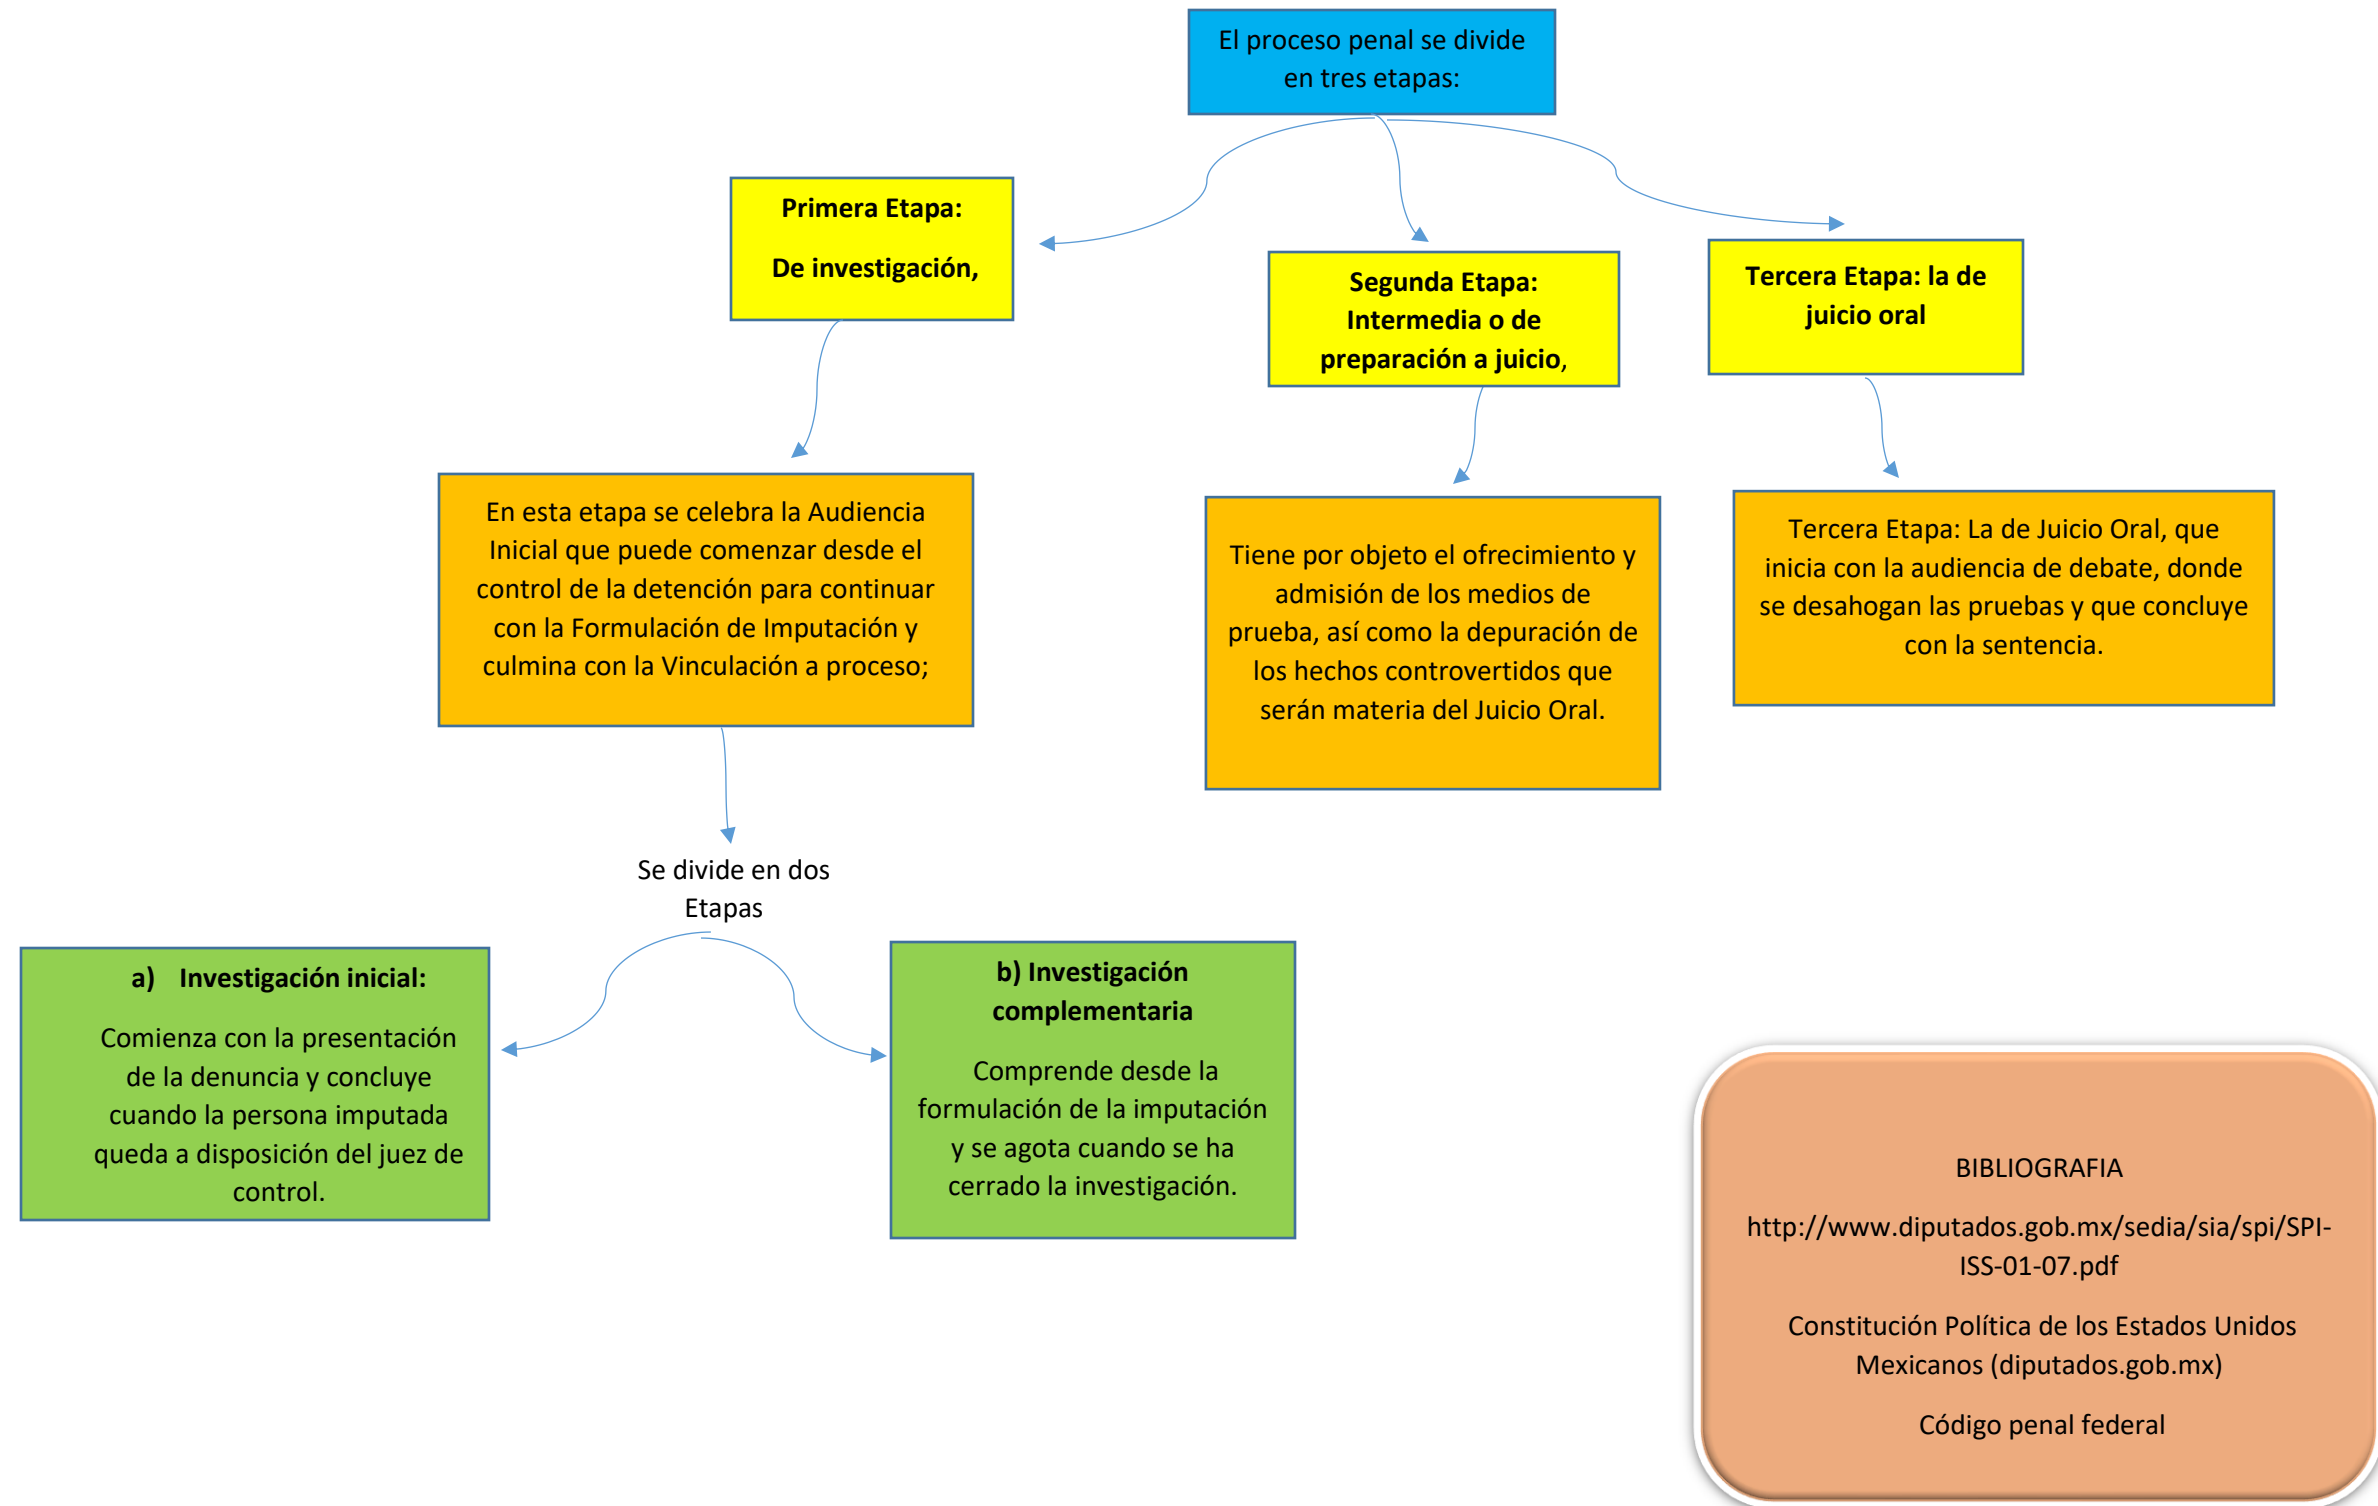 El proceso penal se divide
en tres etapas:
Primera Etapa:
De investigación,
Segunda Etapa:
Intermedia o de
preparación a juicio,
Tercera Etapa: la de
juicio oral
En esta etapa se celebra la Audiencia
Inicial que puede comenzar desde el
control de la detención para continuar
con la Formulación de Imputación y
culmina con la Vinculación a proceso;
Tiene por objeto el ofrecimiento y
admisión de los medios de
prueba, así como la depuración de
los hechos controvertidos que
serán materia del Juicio Oral.
Tercera Etapa: La de Juicio Oral, que
inicia con la audiencia de debate, donde
se desahogan las pruebas y que concluye
con la sentencia.
Se divide en dos
Etapas
a) Investigación inicial:
Comienza con la presentación
de la denuncia y concluye
cuando la persona imputada
queda a disposición del juez de
control.
b) Investigación
complementaria
Comprende desde la
formulación de la imputación
y se agota cuando se ha
cerrado la investigación.
BIBLIOGRAFIA
http://www.diputados.gob.mx/sedia/sia/spi/SPI-
ISS-01-07.pdf
Constitución Política de los Estados Unidos
Mexicanos (diputados.gob.mx)
Código penal federal